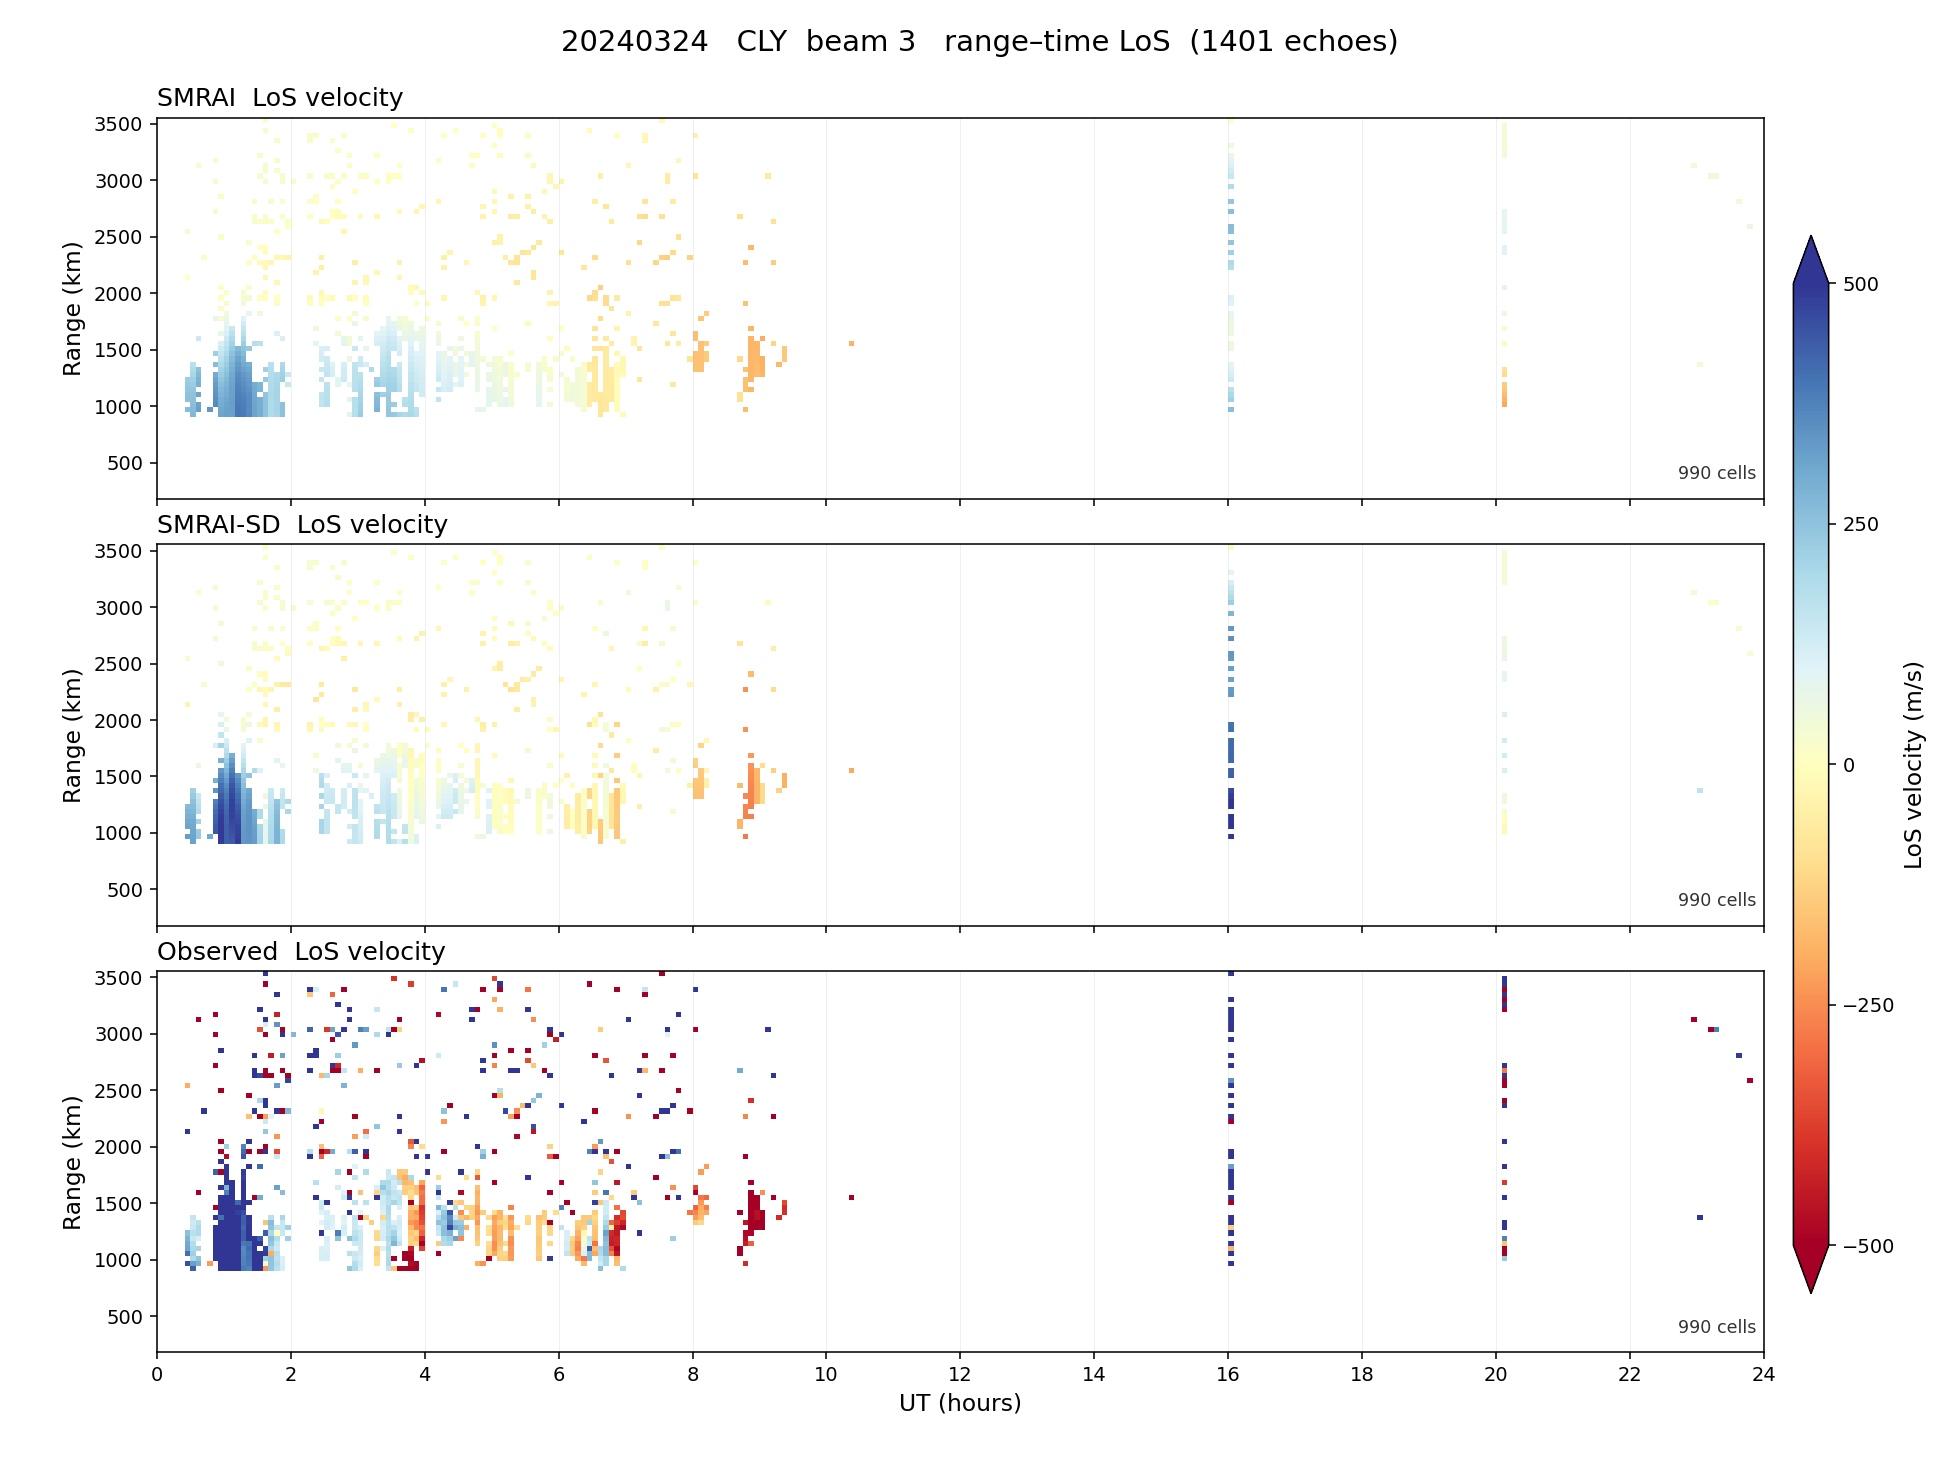 20240324   CLY  beam 3   range–time LoS  (1401 echoes)
SMRAI  LoS velocity
3500
3000
2500
2000
1500
1000
500
Range (km)
990 cells
SMRAI-SD  LoS velocity
3500
3000
2500
2000
1500
1000
500
Range (km)
990 cells
Observed  LoS velocity
3500
3000
2500
2000
1500
1000
500
Range (km)
990 cells
0 2 4 6 8 10 12 14 16 18 20 22 24
UT (hours)
500
250
0
−250
−500
LoS velocity (m/s)